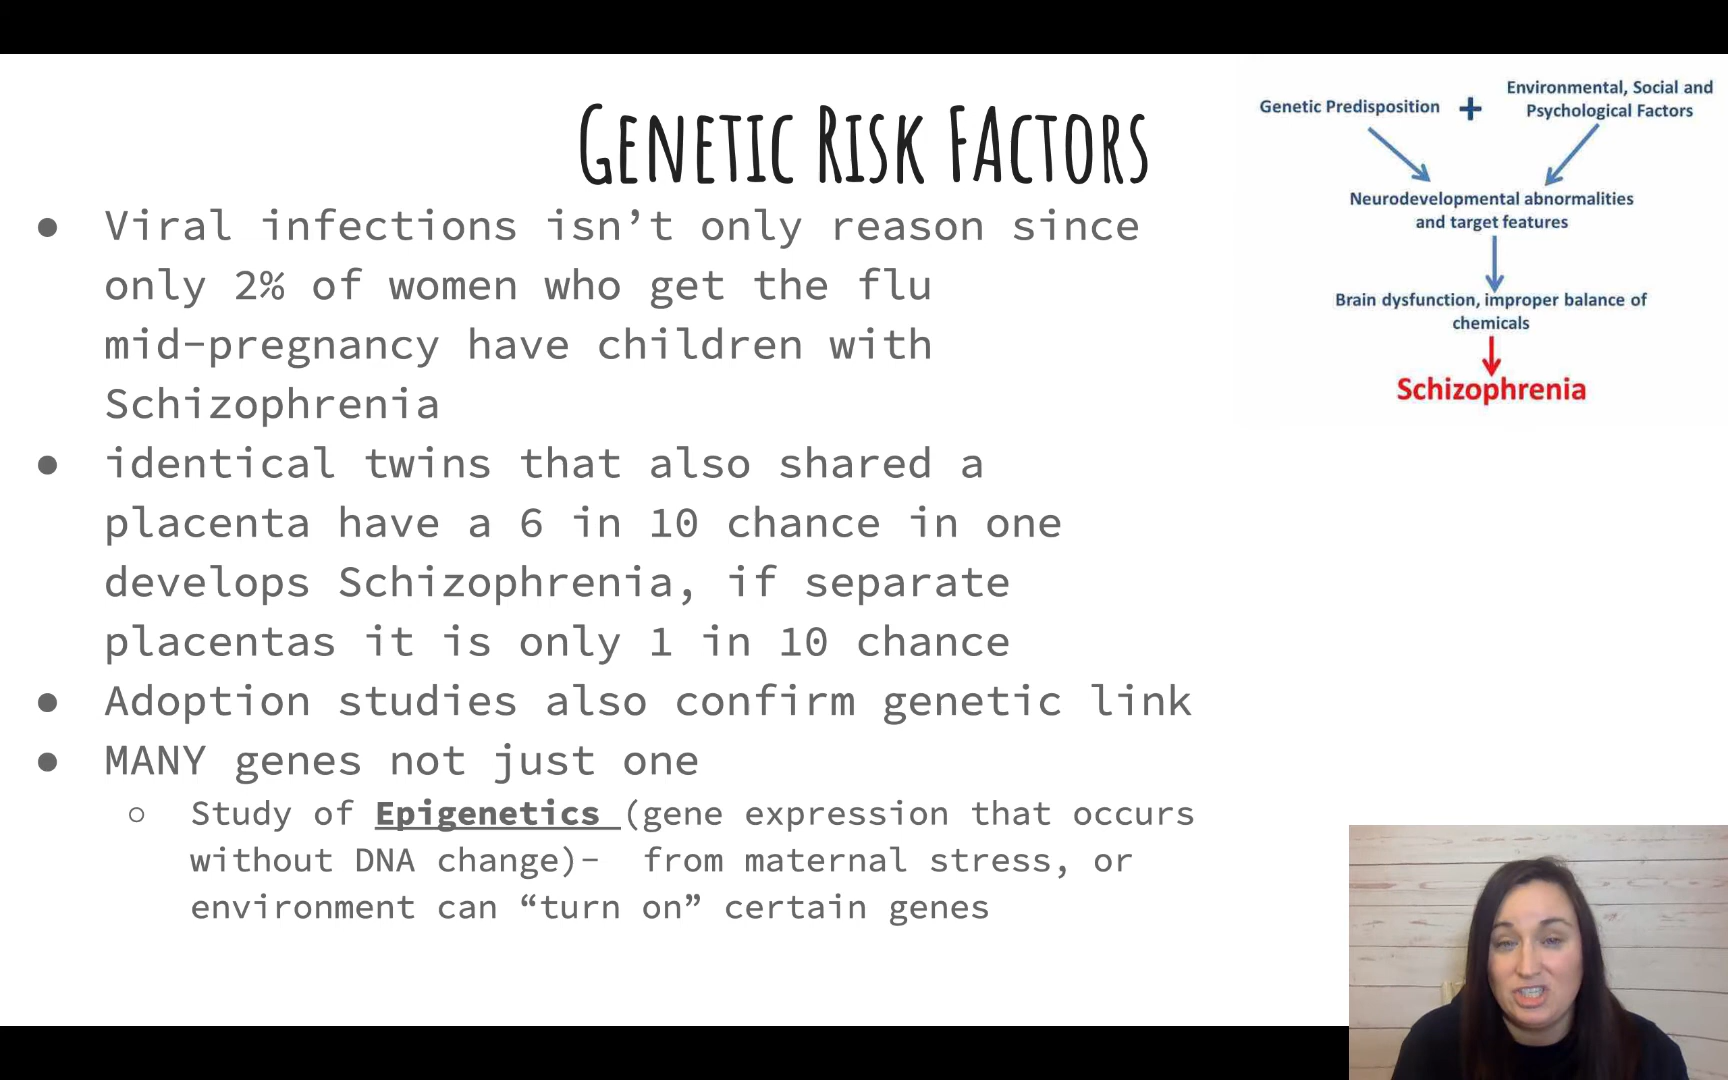 GENETIC RISK FACTORS
● Viral infections isn’t only reason since
only 2% of women who get the flu
mid-pregnancy have children with
Schizophrenia
● identical twins that also shared a
placenta have a 6 in 10 chance in one
develops Schizophrenia, if separate
placentas it is only 1 in 10 chance
● Adoption studies also confirm genetic link
● MANY genes not just one
○ Study of Epigenetics (gene expression that occurs
without DNA change)- from maternal stress, or
environment can “turn on” certain genes
Genetic Predisposition
+
Environmental, Social and
Psychological Factors
Neurodevelopmental abnormalities
and target features
Brain dysfunction, improper balance of
chemicals
Schizophrenia